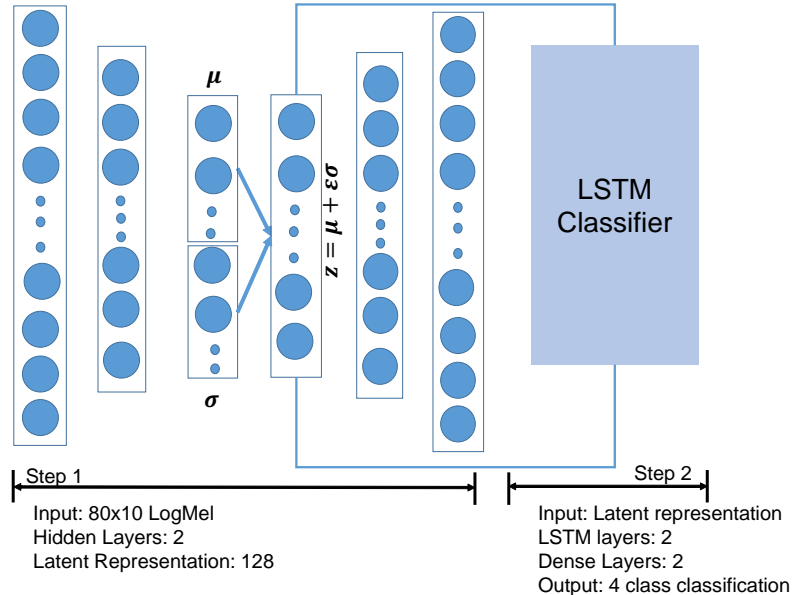 μ
σ
z = μ + εσ
LSTM
Classifier
Step 1
Input: 80x10 LogMel
Hidden Layers: 2
Latent Representation: 128
Step 2
Input: Latent representation
LSTM layers: 2
Dense Layers: 2
Output: 4 class classification